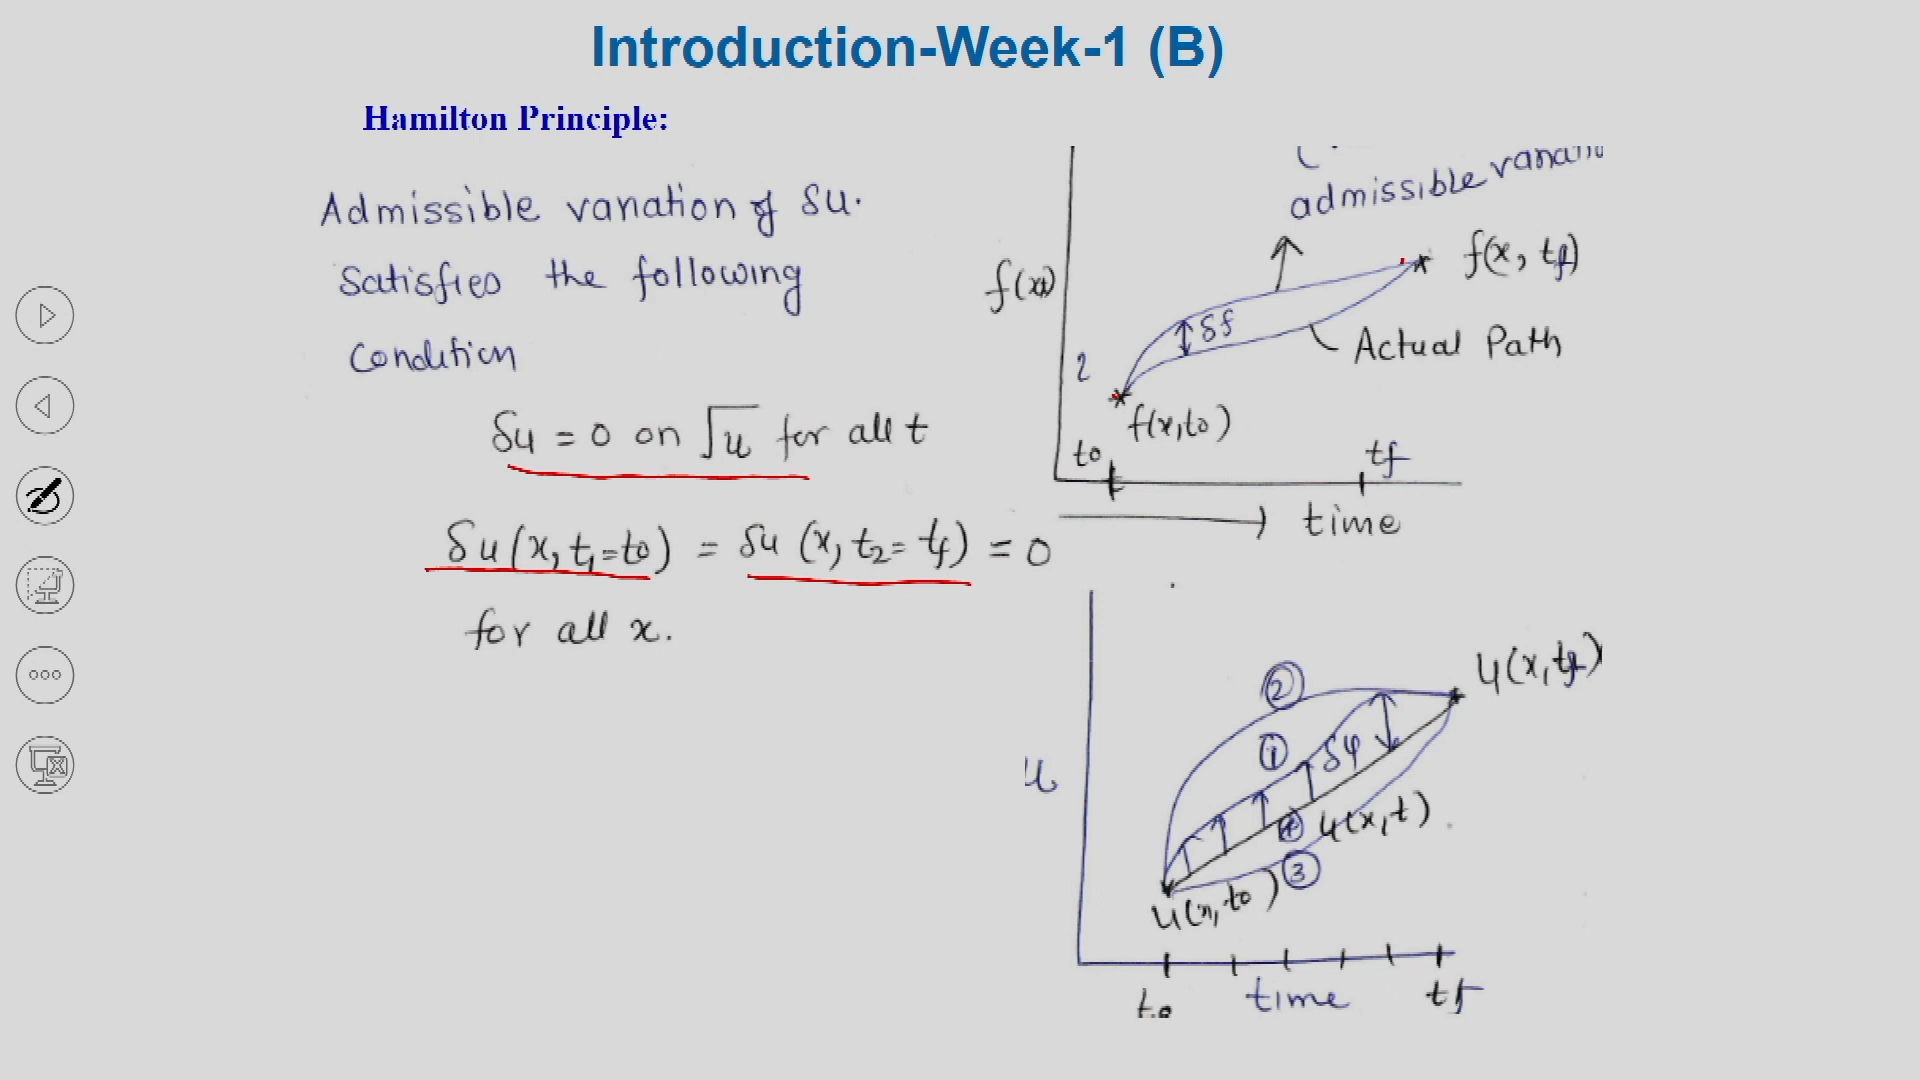 Introduction-Week-1 (B)
Hamilton Principle:
Admissible variation of δu.
Satisfies the following
Condition
δu = 0 on Γu for all t
δu(x, t1=t0) = δu (x, t2= tf) = 0
for all x.
admissible variati
f(x, tf)
f(x,t)
δf
Actual Path
2
f(x,t0)
t0
tf
time
u(x, tf)
2
1
δφ
u
4
u(x,t)
3
u(x, t0)
t0
time
tf